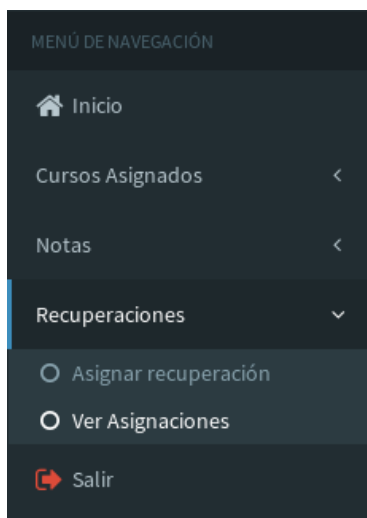 MENÚ DE NAVEGACIÓN
Inicio
Cursos Asignados
Notas
Recuperaciones
Asignar recuperación
Ver Asignaciones
Salir